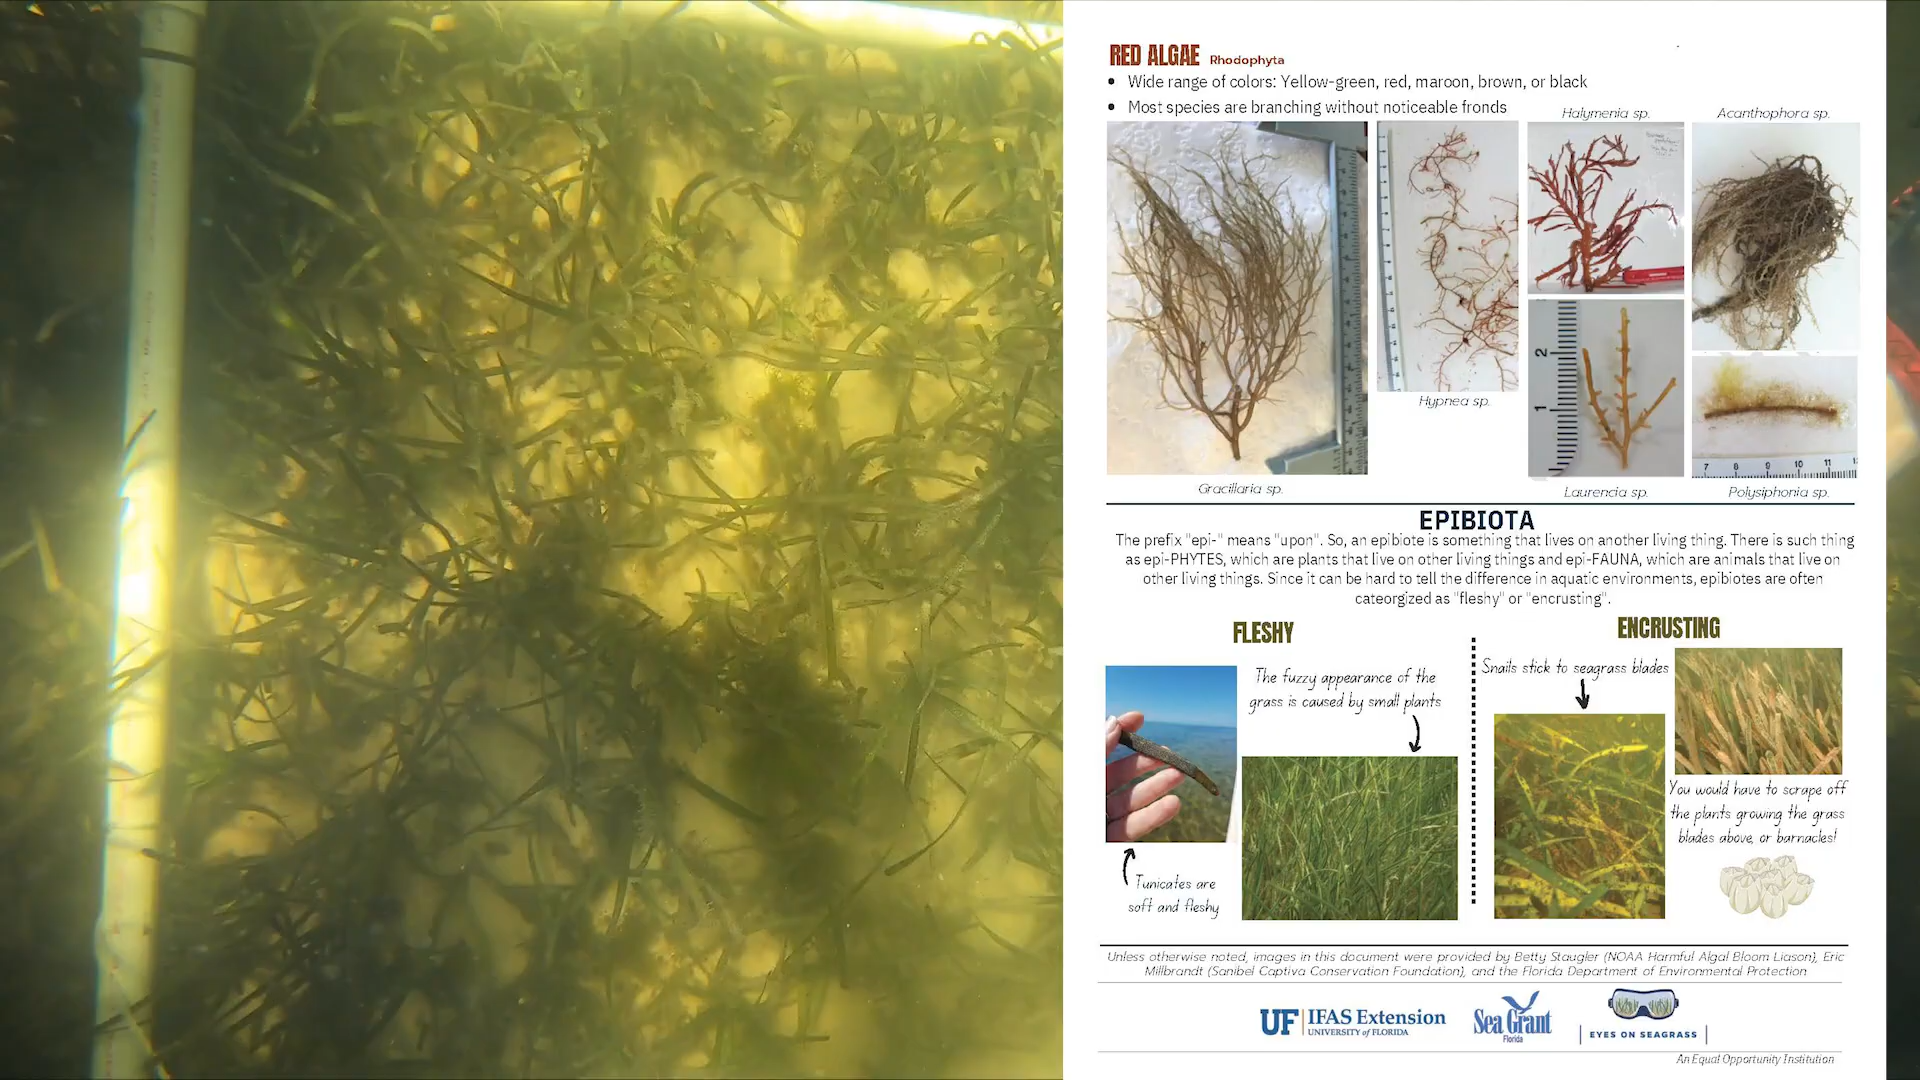 RED ALGAE Rhodophyta
• Wide range of colors: Yellow-green, red, maroon, brown, or black
• Most species are branching without noticeable fronds
Halymenia sp.
Acanthophora sp.
Hypnea sp.
2
1
7 8 9 10 11
Gracillaria sp.
Laurencia sp.
Polysiphonia sp.
EPIBIOTA
The prefix "epi-" means "upon". So, an epibiote is something that lives on another living thing. There is such thing
as epi-PHYTES, which are plants that live on other living things and epi-FAUNA, which are animals that live on
other living things. Since it can be hard to tell the difference in aquatic environments, epibiotes are often
cateorgized as "fleshy" or "encrusting".
FLESHY
The fuzzy appearance of the
grass is caused by small plants
Tunicates are
soft and fleshy
ENCRUSTING
Snails stick to seagrass blades
You would have to scrape off
the plants growing the grass
blades above, or barnacles!
Unless otherwise noted, images in this document were provided by Betty Staugler (NOAA Harmful Algal Bloom Liason), Eric
Millbrandt (Sanibel Captiva Conservation Foundation), and the Florida Department of Environmental Protection
UF IFAS Extension
UNIVERSITY of FLORIDA
Sea Grant
Florida
EYES ON SEAGRASS
An Equal Opportunity Institution